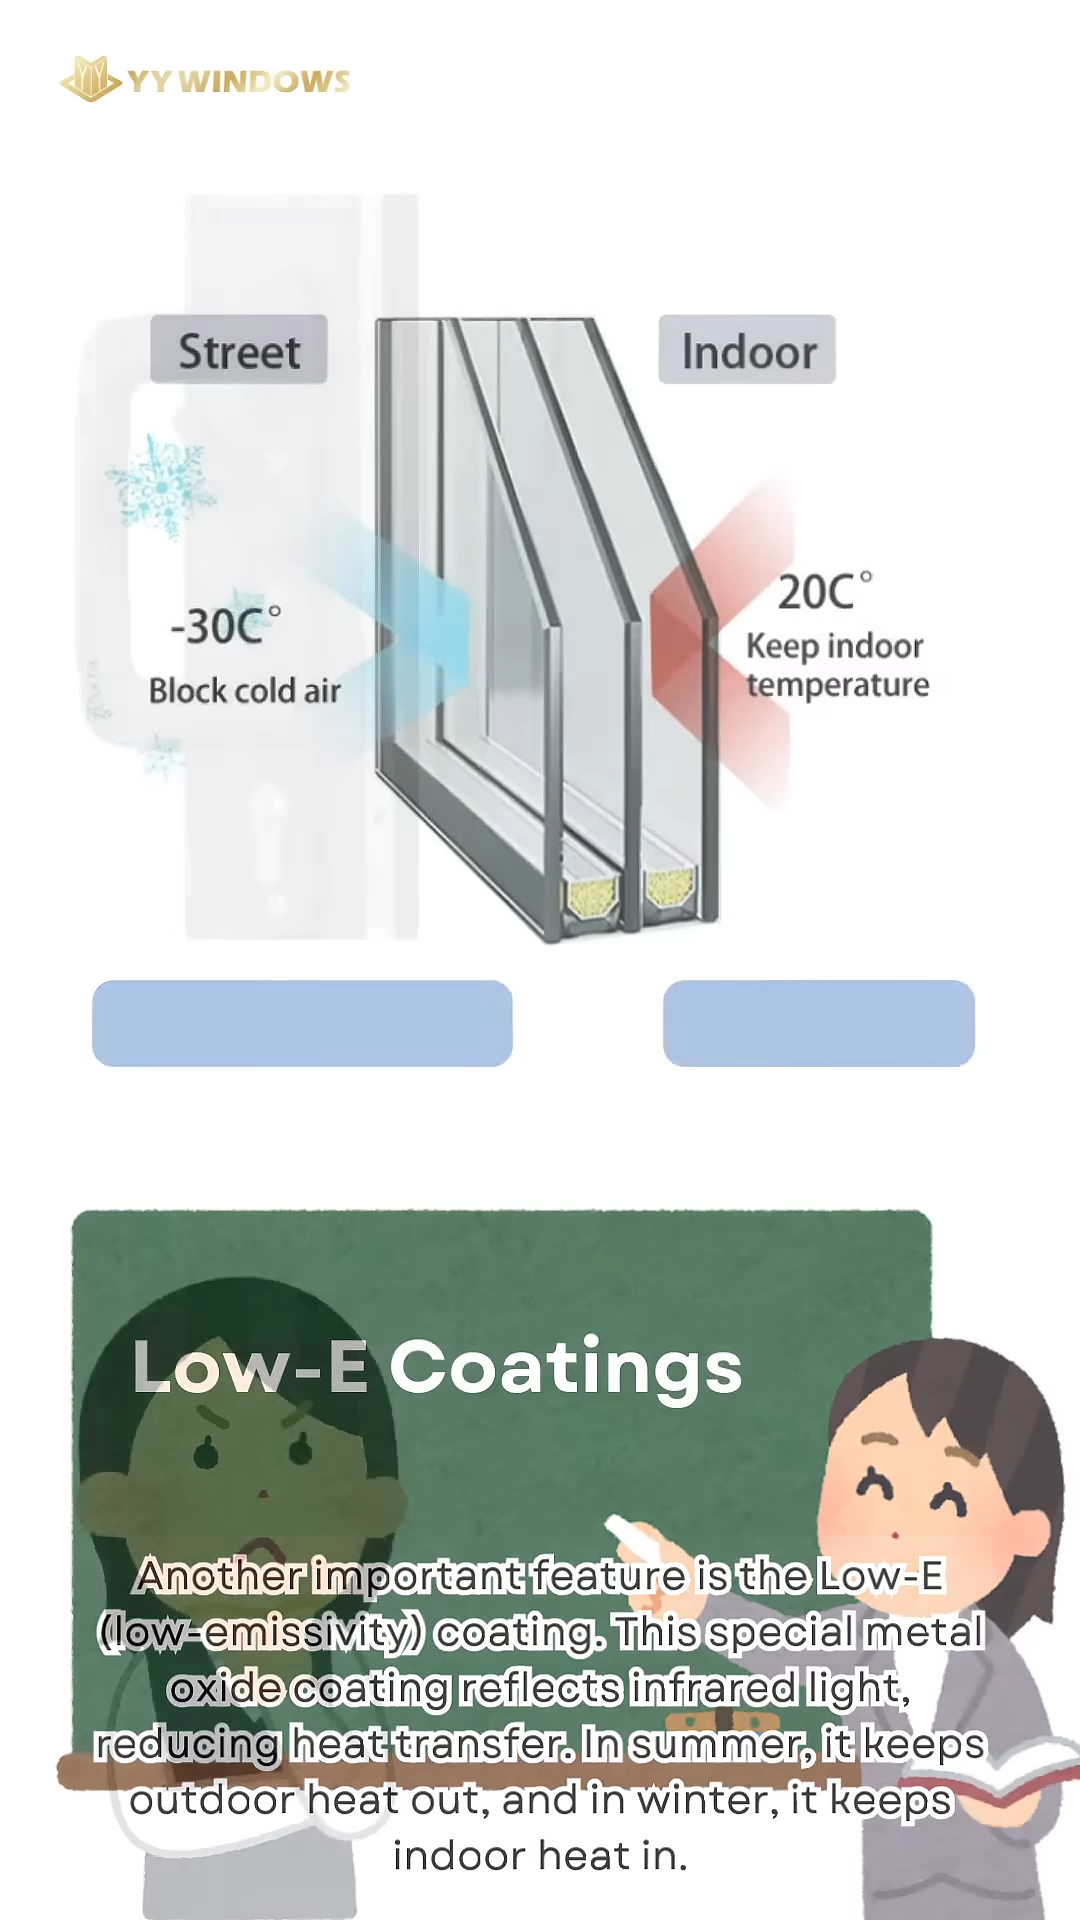 YY WINDOWS
Street
Indoor
-30C°
Block cold air
20C°
Keep indoor
temperature
Low-E Coatings
Another important feature is the Low-E
(low-emissivity) coating. This special metal
oxide coating reflects infrared light,
reducing heat transfer. In summer, it keeps
outdoor heat out, and in winter, it keeps
indoor heat in.